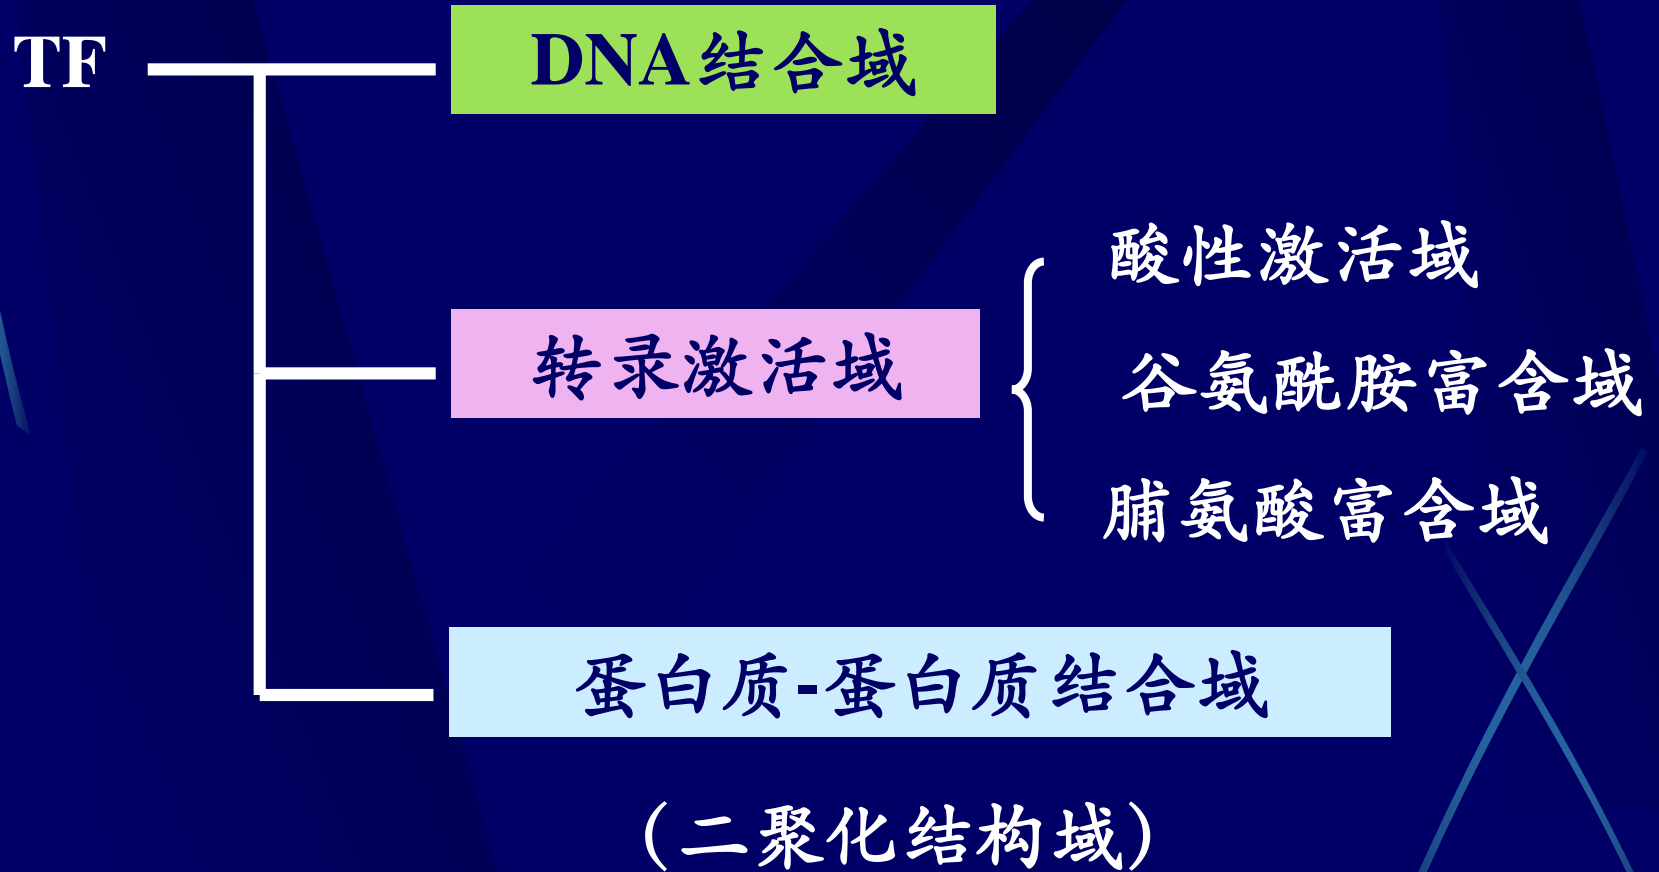 TF
DNA结合域
酸性激活域
转录激活域
谷氨酰胺富含域
脯氨酸富含域
蛋白质-蛋白质结合域
（二聚化结构域）